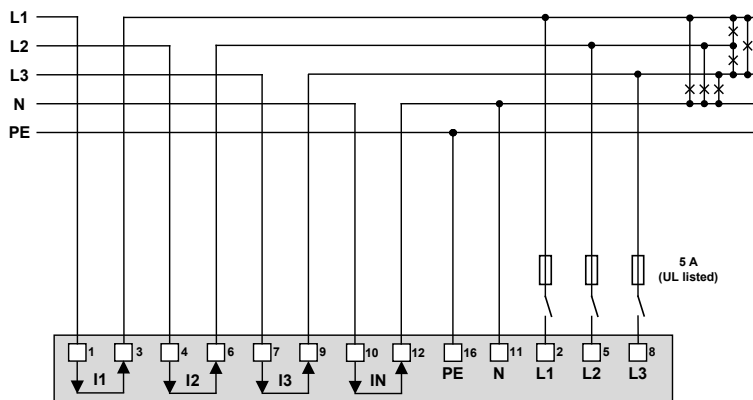 L1
L2
L3
N
PE
5 A
(UL listed)
1 3 4 6 7 9 10 12 16 11 2 5 8
I1 I2 I3 IN PE N L1 L2 L3